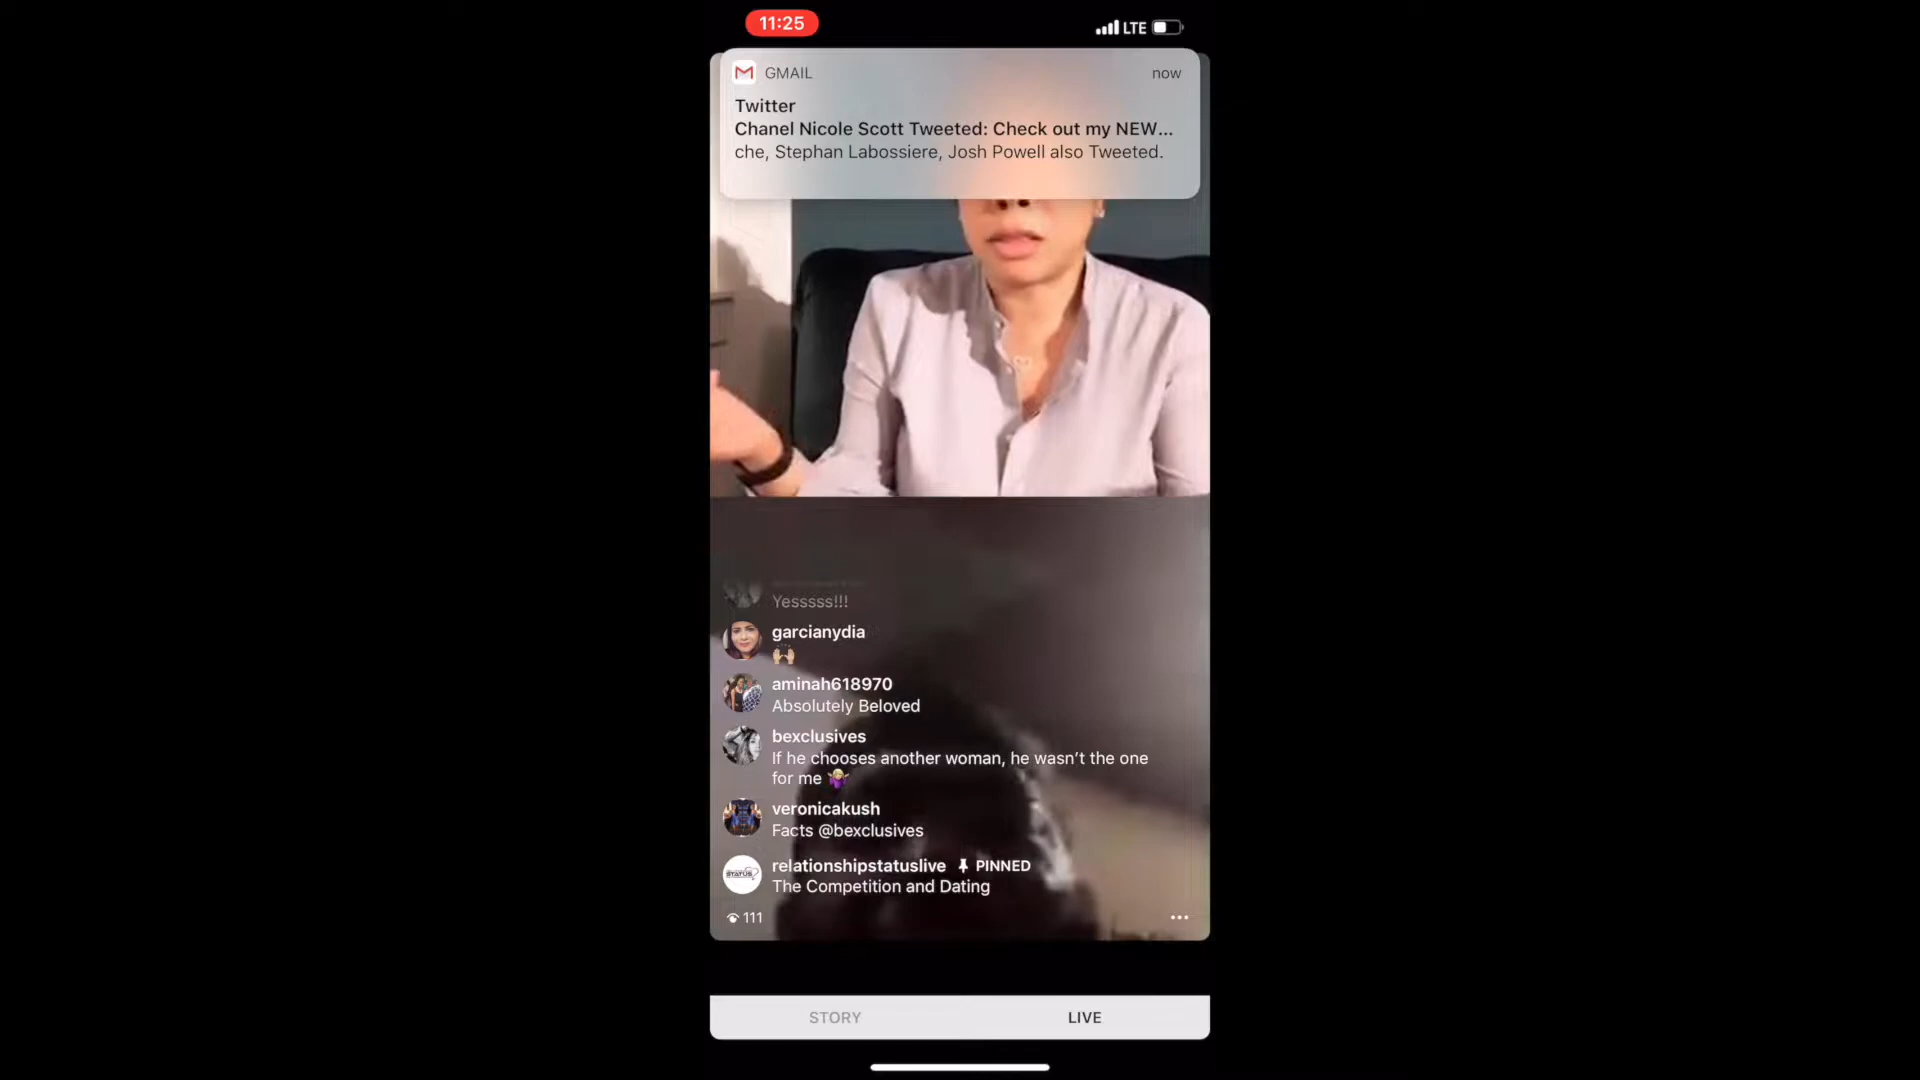 11:25
LTE
GMAIL
now
Twitter
Chanel Nicole Scott Tweeted: Check out my NEW...
che, Stephan Labossiere, Josh Powell also Tweeted.
Yesssss!!!
garcianydia
🙌🏼
aminah618970
Absolutely Beloved
bexclusives
If he chooses another woman, he wasn't the one
for me 🤷🏼‍♀️
veronicakush
Facts @bexclusives
STATUS
relationshipstatuslive PINNED
The Competition and Dating
111
STORY
LIVE